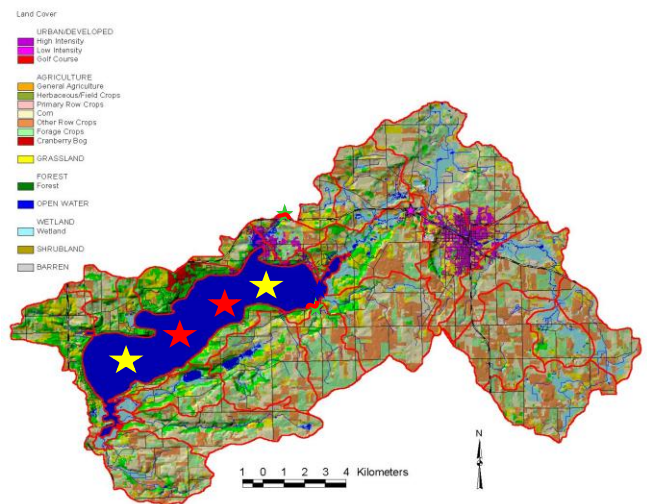 Land Cover
URBAN/DEVELOPED
High Intensity
Low Intensity
Golf Course
AGRICULTURE
General Agriculture
Herbaceous/Field Crops
Primary Row Crops
Corn
Other Row Crops
Forage Crops
Cranberry Bog
GRASSLAND
FOREST
Forest
OPEN WATER
WETLAND
Wetland
SHRUBLAND
BARREN
N
1 0 1 2 3 4 Kilometers